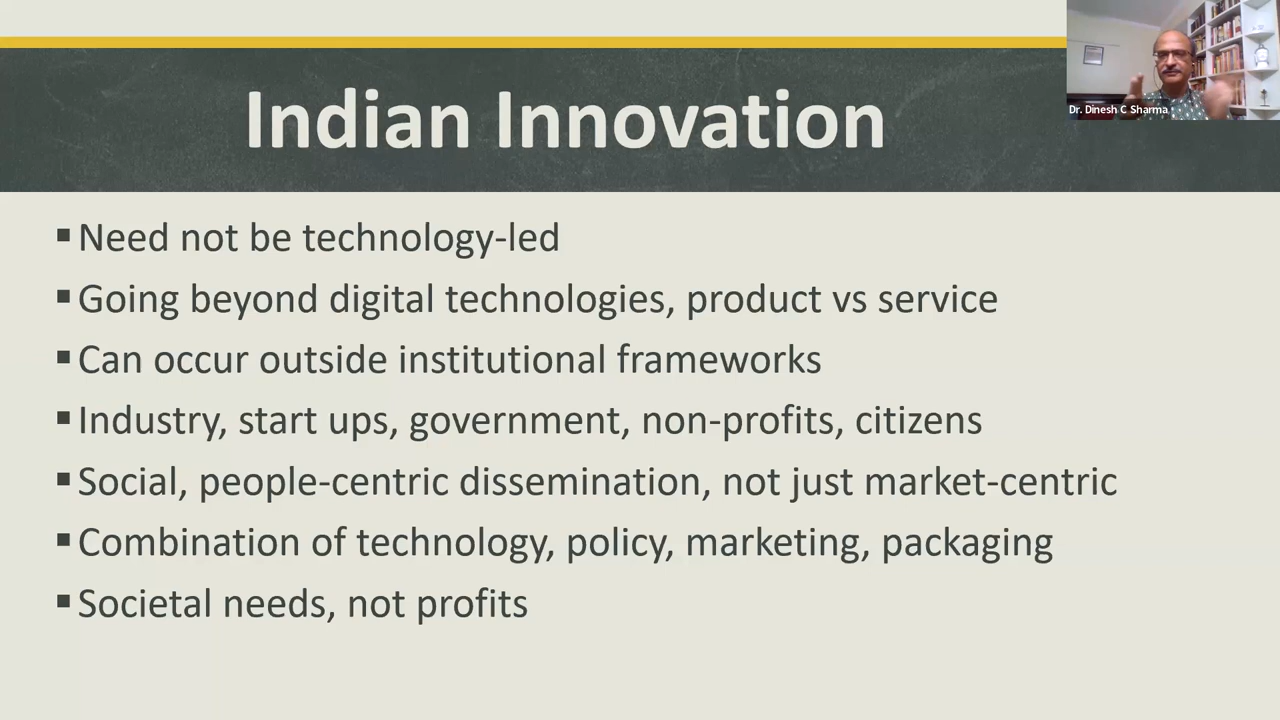 Indian Innovation
Dr. Dinesh C Sharma
▪Need not be technology-led
▪Going beyond digital technologies, product vs service
▪Can occur outside institutional frameworks
▪Industry, start ups, government, non-profits, citizens
▪Social, people-centric dissemination, not just market-centric
▪Combination of technology, policy, marketing, packaging
▪Societal needs, not profits